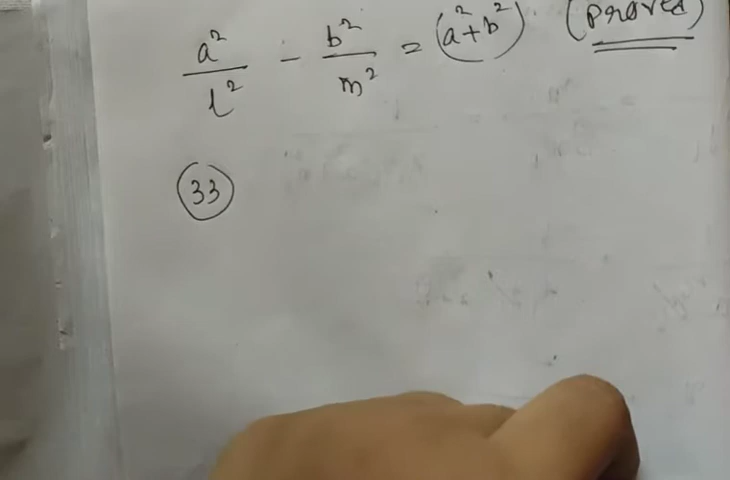 a²/l² - b²/m² = (a²+b²). (Proved)
33